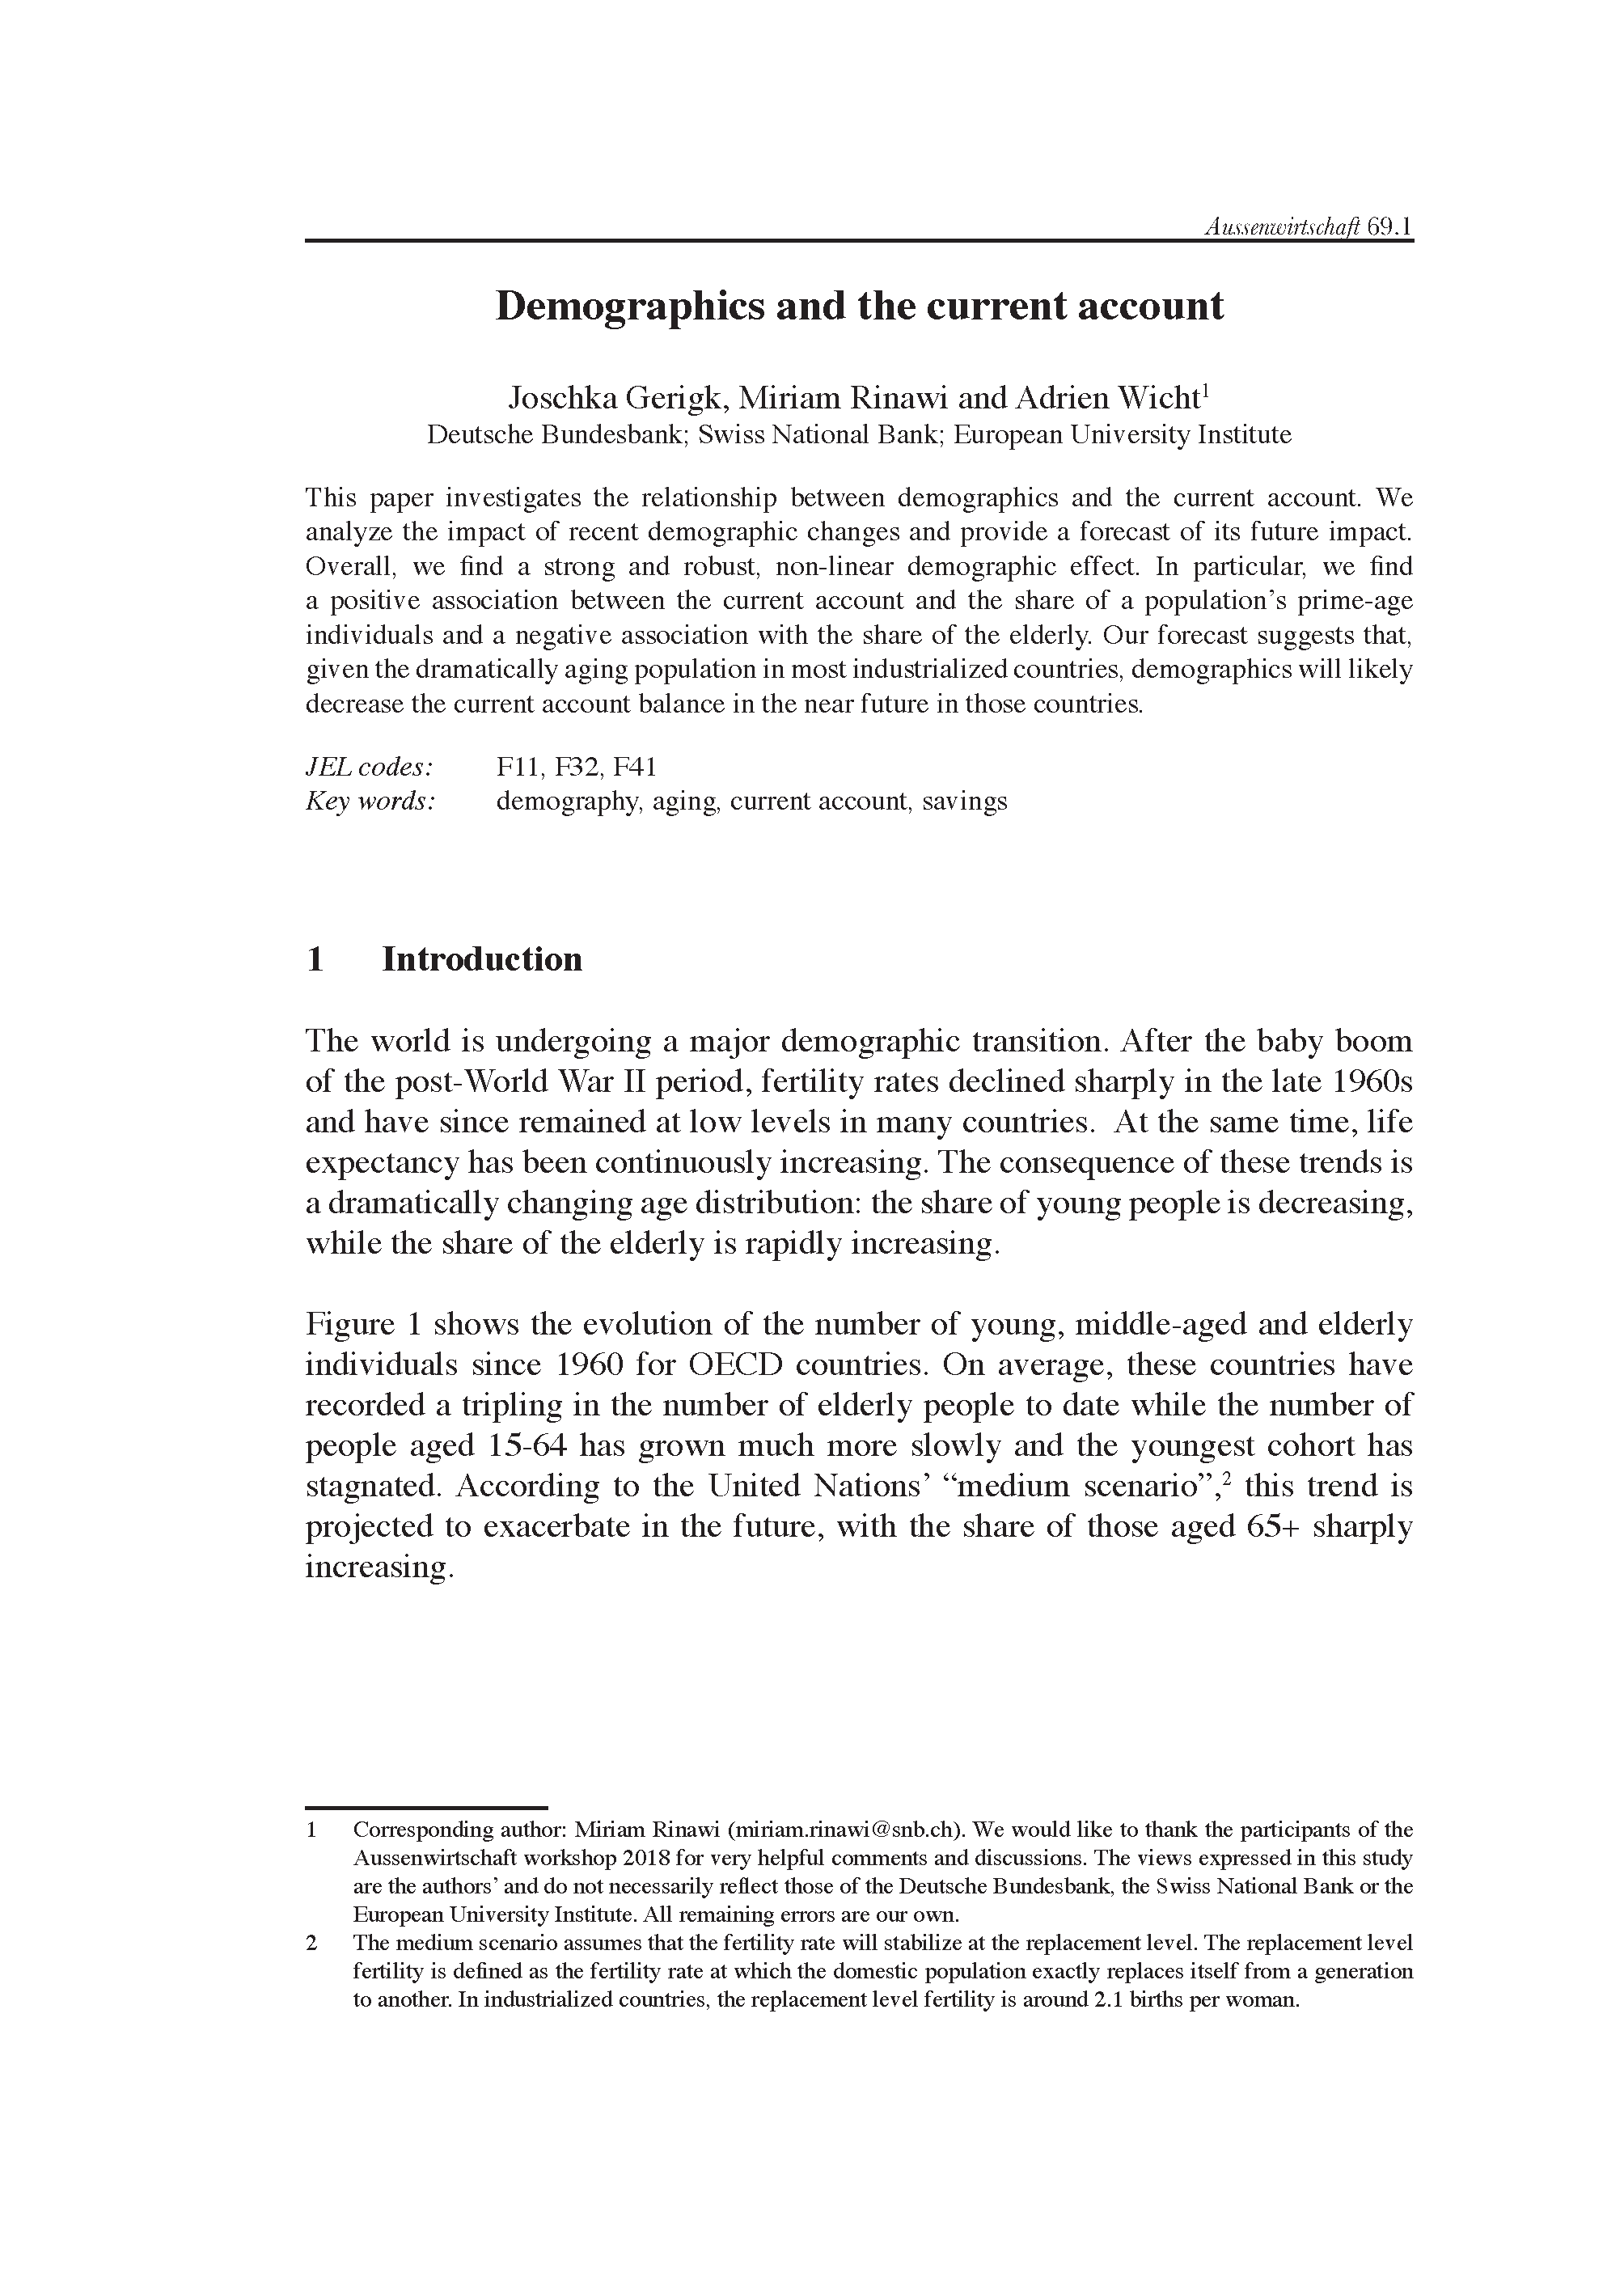 Aussenwirtschaft 69.1
Demographics and the current account
Joschka Gerigk, Miriam Rinawi and Adrien Wicht1
Deutsche Bundesbank; Swiss National Bank; European University Institute
This paper investigates the relationship between demographics and the current account. We
analyze the impact of recent demographic changes and provide a forecast of its future impact.
Overall, we find a strong and robust, non-linear demographic effect. In particular, we find
a positive association between the current account and the share of a population’s prime-age
individuals and a negative association with the share of the elderly. Our forecast suggests that,
given the dramatically aging population in most industrialized countries, demographics will likely
decrease the current account balance in the near future in those countries.
JEL codes: F11, F32, F41
Key words: demography, aging, current account, savings
1 Introduction
The world is undergoing a major demographic transition. After the baby boom
of the post-World War II period, fertility rates declined sharply in the late 1960s
and have since remained at low levels in many countries. At the same time, life
expectancy has been continuously increasing. The consequence of these trends is
a dramatically changing age distribution: the share of young people is decreasing,
while the share of the elderly is rapidly increasing.
Figure 1 shows the evolution of the number of young, middle-aged and elderly
individuals since 1960 for OECD countries. On average, these countries have
recorded a tripling in the number of elderly people to date while the number of
people aged 15-64 has grown much more slowly and the youngest cohort has
stagnated. According to the United Nations’ “medium scenario”,2 this trend is
projected to exacerbate in the future, with the share of those aged 65+ sharply
increasing.
1 Corresponding author: Miriam Rinawi (miriam.rinawi@snb.ch). We would like to thank the participants of the
Aussenwirtschaft workshop 2018 for very helpful comments and discussions. The views expressed in this study
are the authors’ and do not necessarily reflect those of the Deutsche Bundesbank, the Swiss National Bank or the
European University Institute. All remaining errors are our own.
2 The medium scenario assumes that the fertility rate will stabilize at the replacement level. The replacement level
fertility is defined as the fertility rate at which the domestic population exactly replaces itself from a generation
to another. In industrialized countries, the replacement level fertility is around 2.1 births per woman.